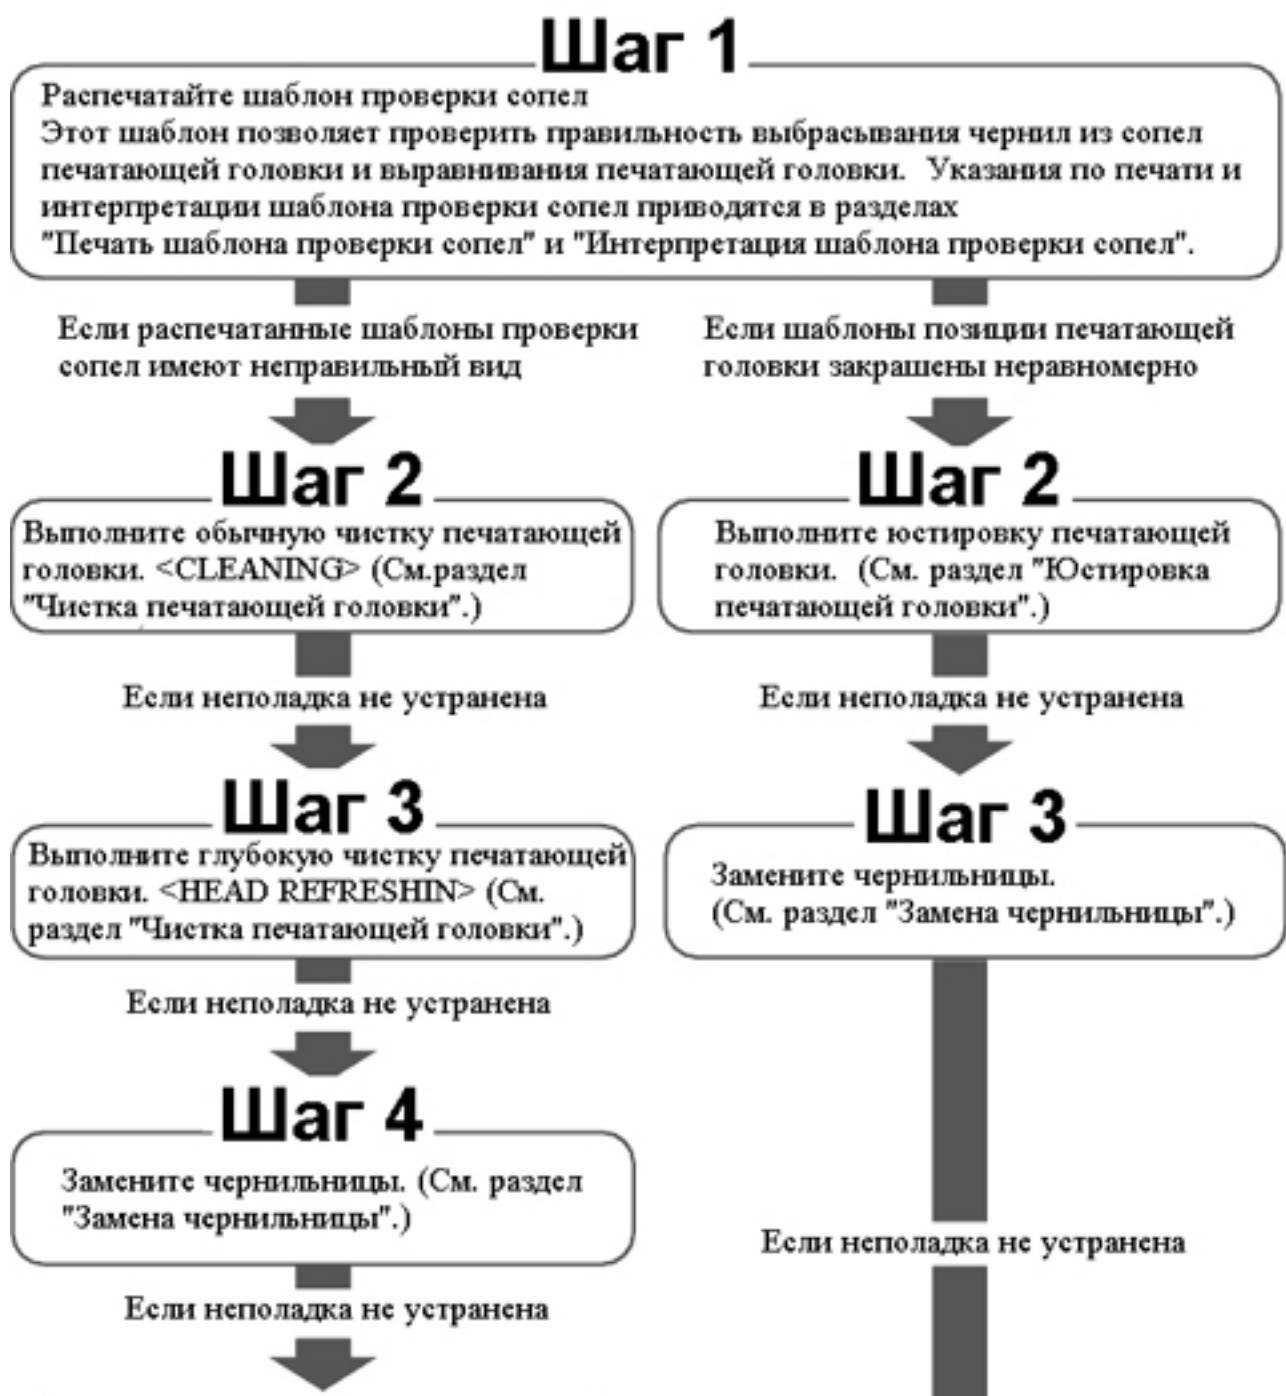 Шаг 1
Распечатайте шаблон проверки сопел
Этот шаблон позволяет проверить правильность выбрасывания чернил из сопел
печатающей головки и выравнивания печатающей головки. Указания по печати и
интерпретации шаблона проверки сопел приводятся в разделах
"Печать шаблона проверки сопел" и "Интерпретация шаблона проверки сопел".
Если распечатанные шаблоны проверки
сопел имеют неправильный вид
Шаг 2
Выполните обычную чистку печатающей
головки. <CLEANING> (См.раздел
"Чистка печатающей головки".)
Если неполадка не устранена
Шаг 3
Выполните глубокую чистку печатающей
головки. <HEAD REFRESHIN> (См.
раздел "Чистка печатающей головки".)
Если неполадка не устранена
Шаг 4
Замените чернильницы. (См. раздел
"Замена чернильницы".)
Если неполадка не устранена
Если шаблоны позиции печатающей
головки закрашены неравномерно
Шаг 2
Выполните юстировку печатающей
головки. (См. раздел "Юстировка
печатающей головки".)
Если неполадка не устранена
Шаг 3
Замените чернильницы.
(См. раздел "Замена чернильницы".)
Если неполадка не устранена